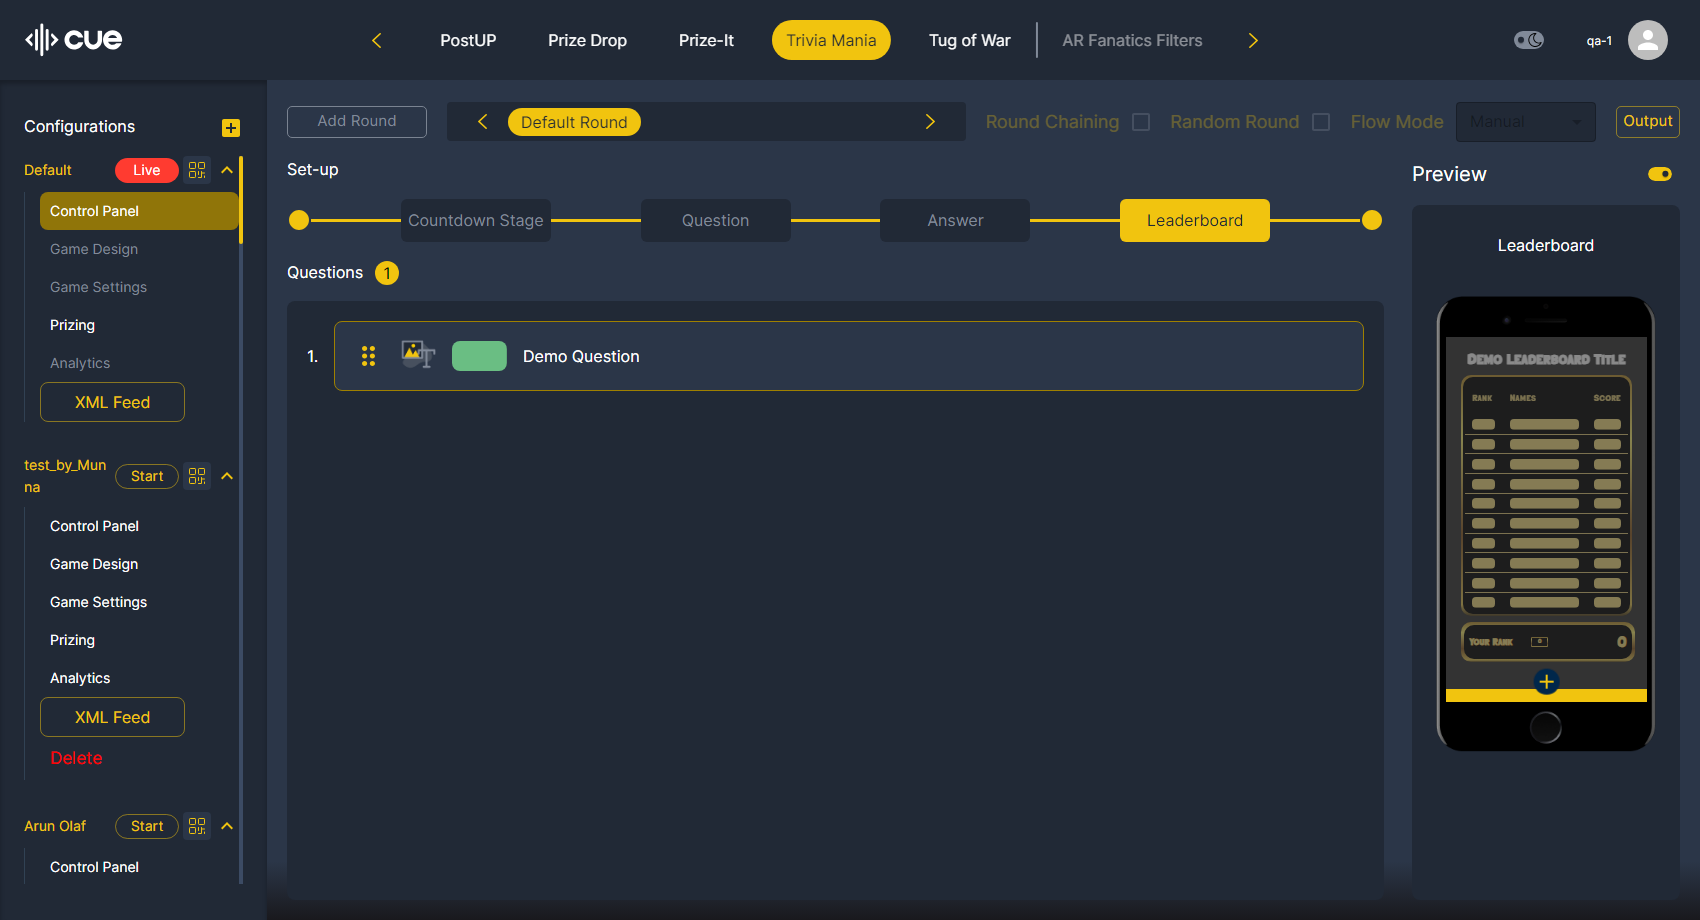 cue
PostUP
Prize Drop
Prize-It
Trivia Mania
Tug of War
AR Fanatics Filters
qa-1
Configurations
Default
Live
Control Panel
Game Design
Game Settings
Prizing
Analytics
XML Feed
test_by_Mun
na
Start
Control Panel
Game Design
Game Settings
Prizing
Analytics
XML Feed
Delete
Arun Olaf
Start
Control Panel
Add Round
Default Round
Round Chaining
Random Round
Flow Mode
Manual
Output
Set-up
Countdown Stage
Question
Answer
Leaderboard
Questions 1
1.
Demo Question
Preview
Leaderboard
Demo Leaderboard Title
Rank Names Score
Your Rank 0